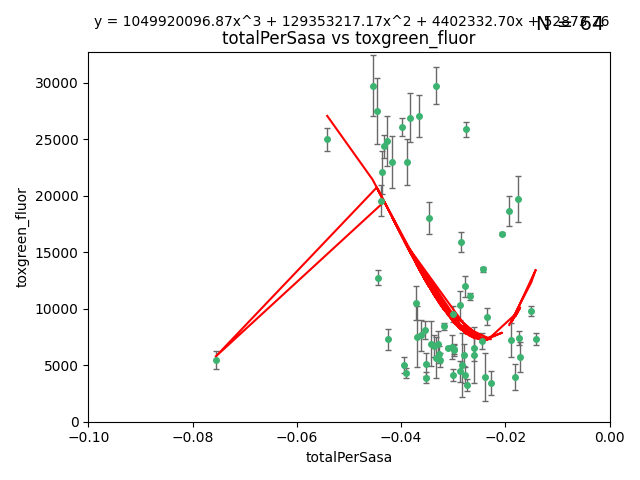 y = 1049920096.87x^3 + 129353217.17x^2 + 4402332.70x +
N = 64
totalPerSasa vs toxgreen_fluor
toxgreen_fluor
30000
25000
20000
15000
10000
5000
0
−0.10
−0.08
−0.06
−0.04
−0.02
0.00
totalPerSasa